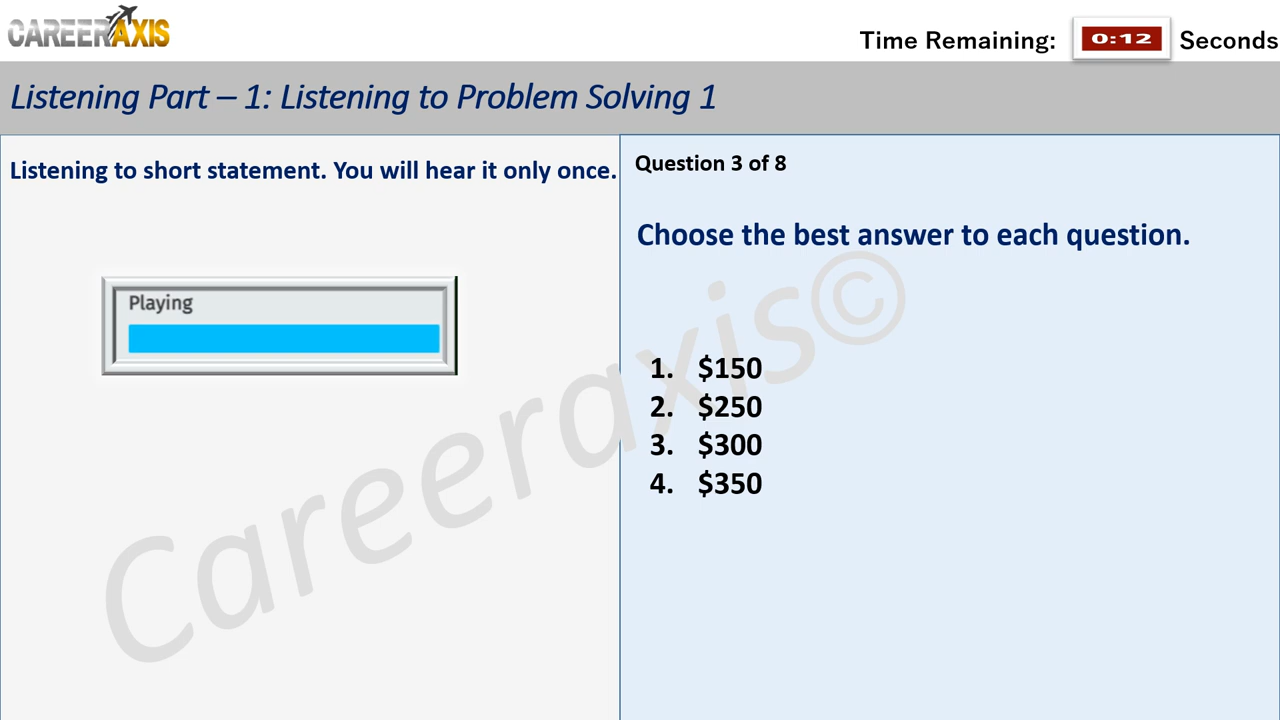 CAREERAXIS
Time Remaining: 0:12 Seconds
Listening Part – 1: Listening to Problem Solving 1
Listening to short statement. You will hear it only once.
Playing
Question 3 of 8
Choose the best answer to each question.
1. $150
2. $250
3. $300
4. $350
Careeraxis©